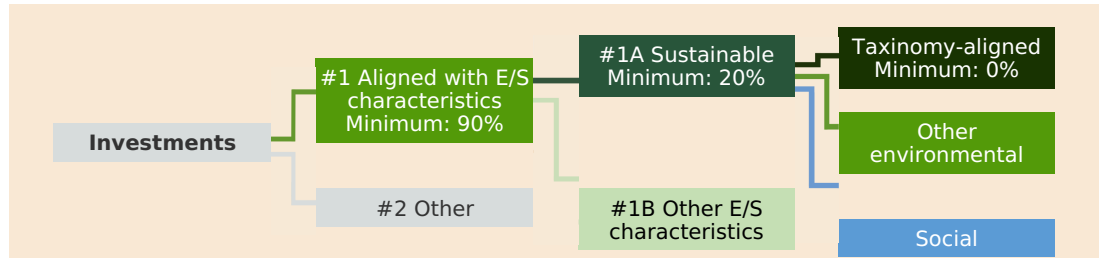 Investments
#1 Aligned with E/S
characteristics
Minimum: 90%
#2 Other
#1A Sustainable
Minimum: 20%
#1B Other E/S
characteristics
Taxinomy-aligned
Minimum: 0%
Other
environmental
Social